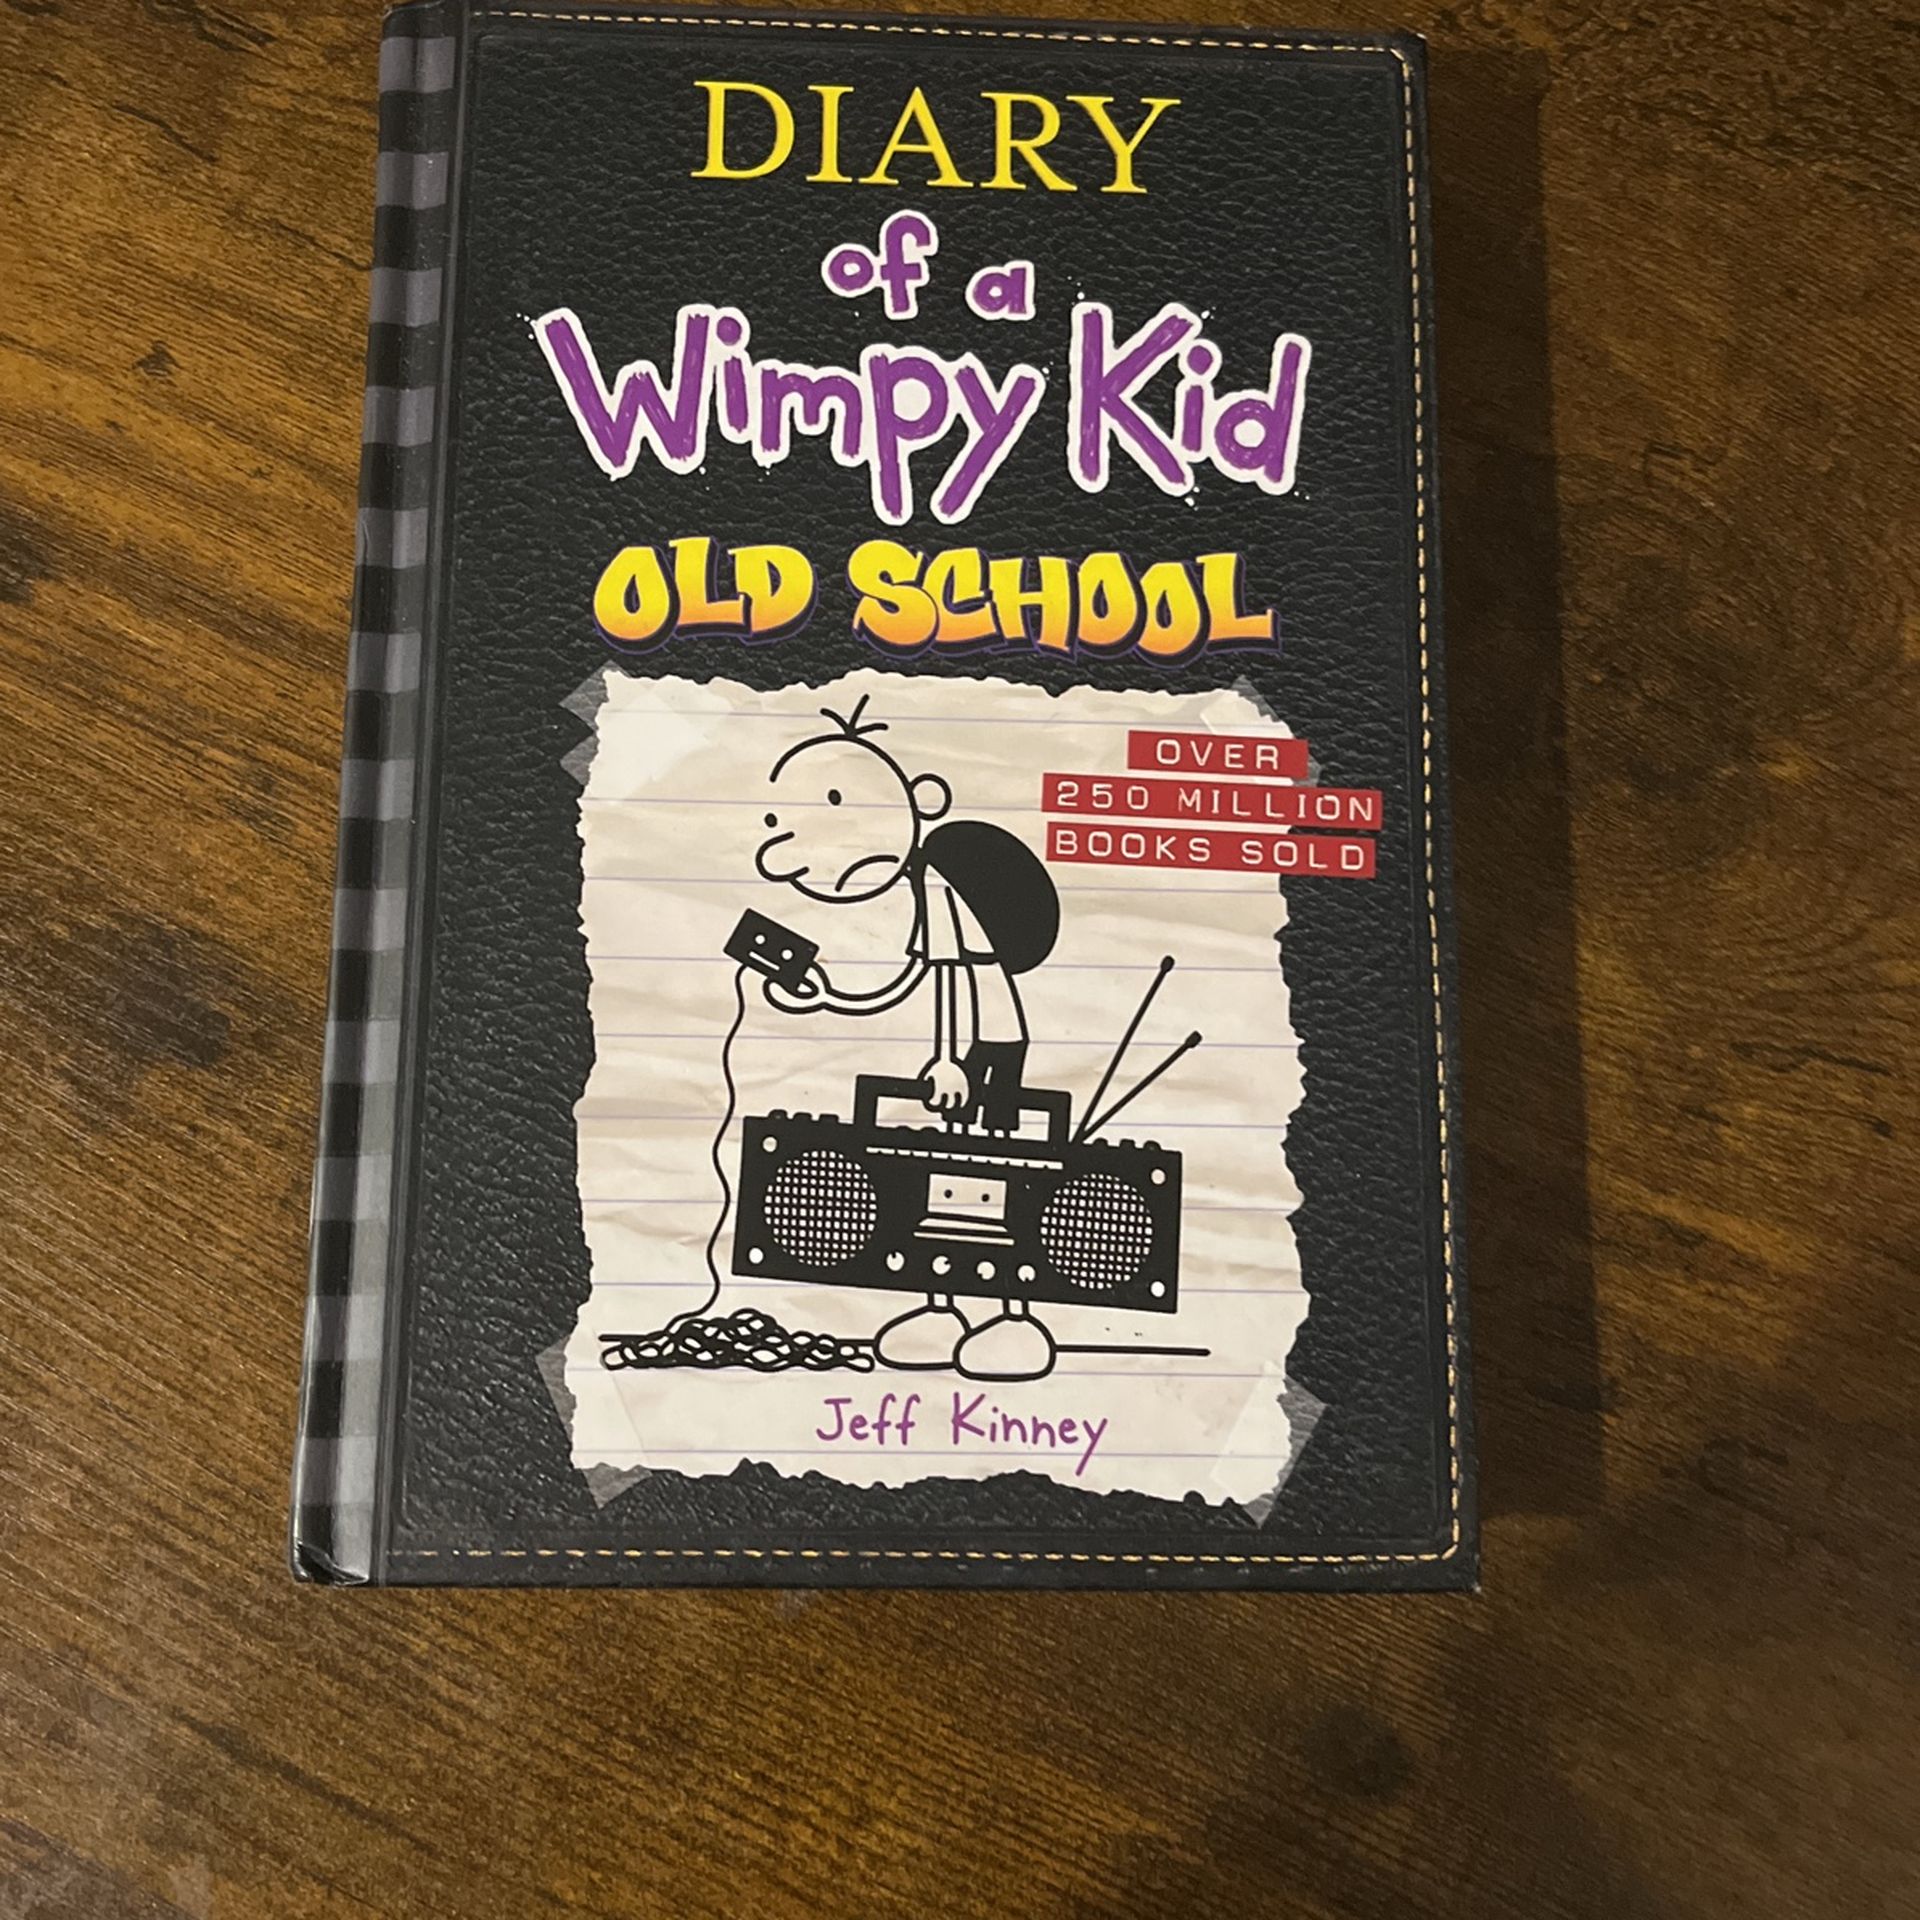 DIARY
of a
Wimpy Kid
OLD SCHOOL
OVER
250 MILLION
BOOKS SOLD
Jeff Kinney